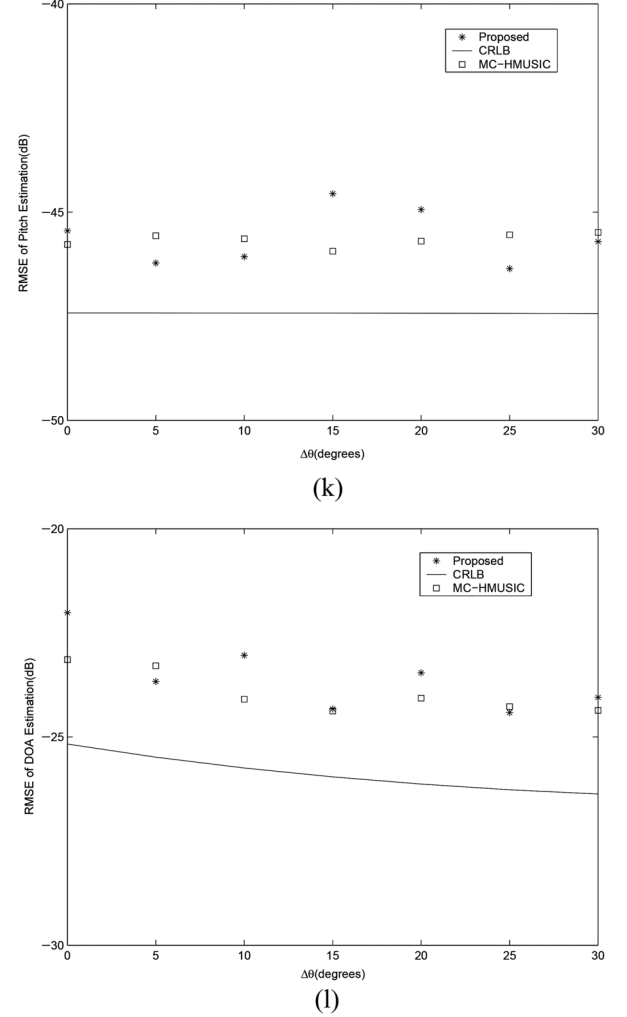 −40
Proposed
CRLB
MC−HMUSIC
RMSE of Pitch Estimation(dB)
−45
−50
0 5 10 15 20 25 30
Δθ(degrees)
(k)
−20
Proposed
CRLB
MC−HMUSIC
RMSE of DOA Estimation(dB)
−25
−30
0 5 10 15 20 25 30
Δθ(degrees)
(l)